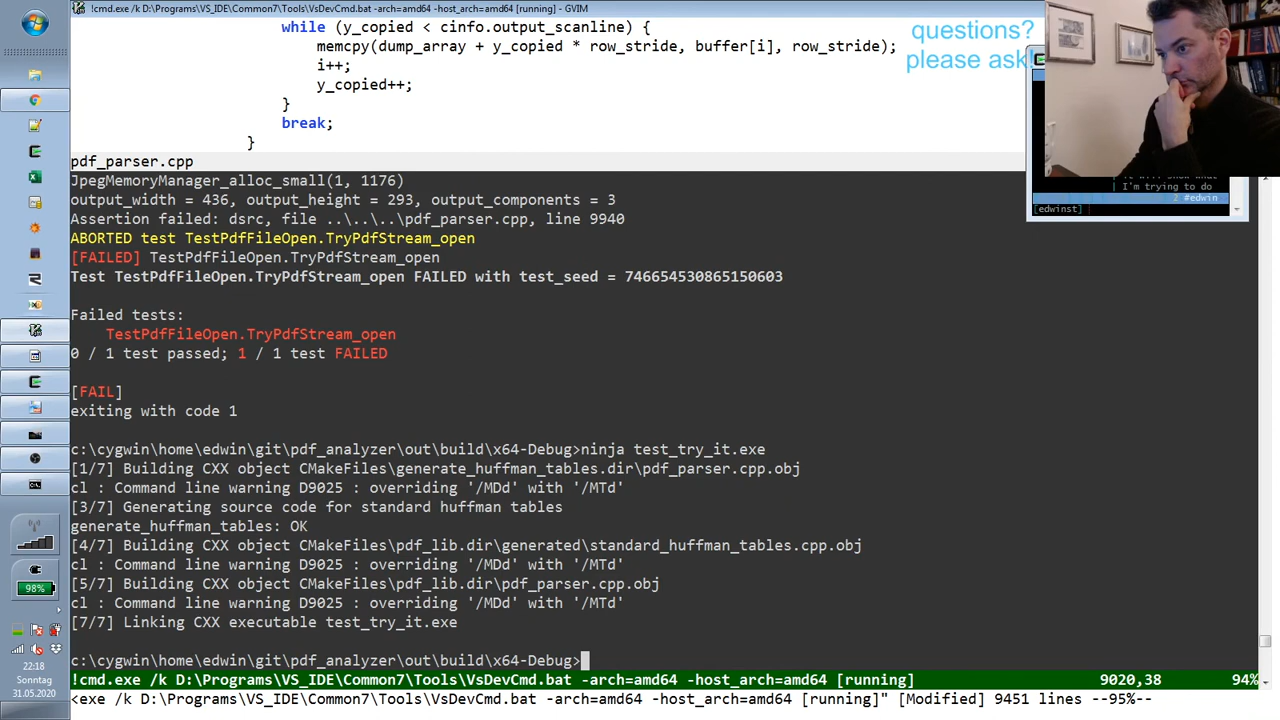 !cmd.exe /k D:\Programs\VS_IDE\Common7\Tools\VsDevCmd.bat -arch=amd64 -host_arch=amd64 [running] - GVIM
while (y_copied < cinfo.output_scanline) {
memcpy(dump_array + y_copied * row_stride, buffer[i], row_stride);
i++;
y_copied++;
}
break;
}
questions?
please ask!
pdf_parser.cpp
JpegMemoryManager_alloc_small(1, 1176)
output_width = 436, output_height = 293, output_components = 3
Assertion failed: dsrc, file ..\..\..\pdf_parser.cpp, line 9940
ABORTED test TestPdfFileOpen.TryPdfStream_open
[FAILED] TestPdfFileOpen.TryPdfStream_open
Test TestPdfFileOpen.TryPdfStream_open FAILED with test_seed = 746654530865150603
Failed tests:
TestPdfFileOpen.TryPdfStream_open
0 / 1 test passed; 1 / 1 test FAILED
[FAIL]
exiting with code 1
c:\cygwin\home\edwin\git\pdf_analyzer\out\build\x64-Debug>ninja test_try_it.exe
[1/7] Building CXX object CMakeFiles\generate_huffman_tables.dir\pdf_parser.cpp.obj
cl : Command line warning D9025 : overriding '/MDd' with '/MTd'
[3/7] Generating source code for standard huffman tables
generate_huffman_tables: OK
[4/7] Building CXX object CMakeFiles\pdf_lib.dir\generated\standard_huffman_tables.cpp.obj
cl : Command line warning D9025 : overriding '/MDd' with '/MTd'
[5/7] Building CXX object CMakeFiles\pdf_lib.dir\pdf_parser.cpp.obj
cl : Command line warning D9025 : overriding '/MDd' with '/MTd'
[7/7] Linking CXX executable test_try_it.exe
c:\cygwin\home\edwin\git\pdf_analyzer\out\build\x64-Debug>
!cmd.exe /k D:\Programs\VS_IDE\Common7\Tools\VsDevCmd.bat -arch=amd64 -host_arch=amd64 [running] 9020,38 94%
<exe /k D:\Programs\VS_IDE\Common7\Tools\VsDevCmd.bat -arch=amd64 -host_arch=amd64 [running]" [Modified] 9451 lines --95%--
I'm trying to do
2 #edwin
[edwinst]
98%
22:18
Sonntag
31.05.2020